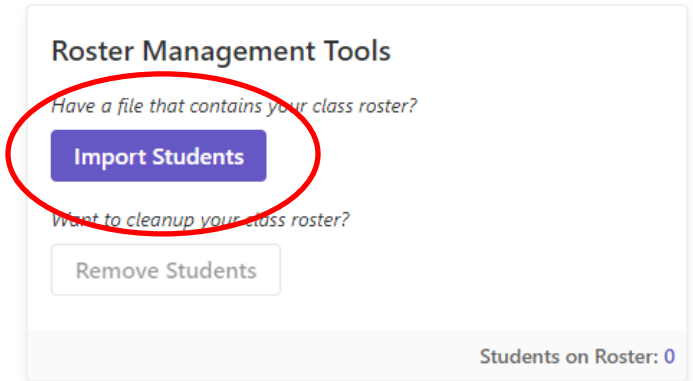 Roster Management Tools
Have a file that contains your class roster?
Import Students
Want to cleanup your class roster?
Remove Students
Students on Roster: 0